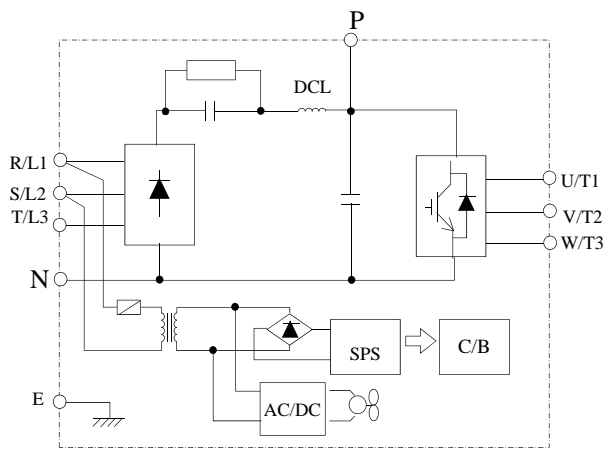 P
DCL
R/L1
S/L2
T/L3
U/T1
V/T2
W/T3
N
SPS
C/B
E
AC/DC